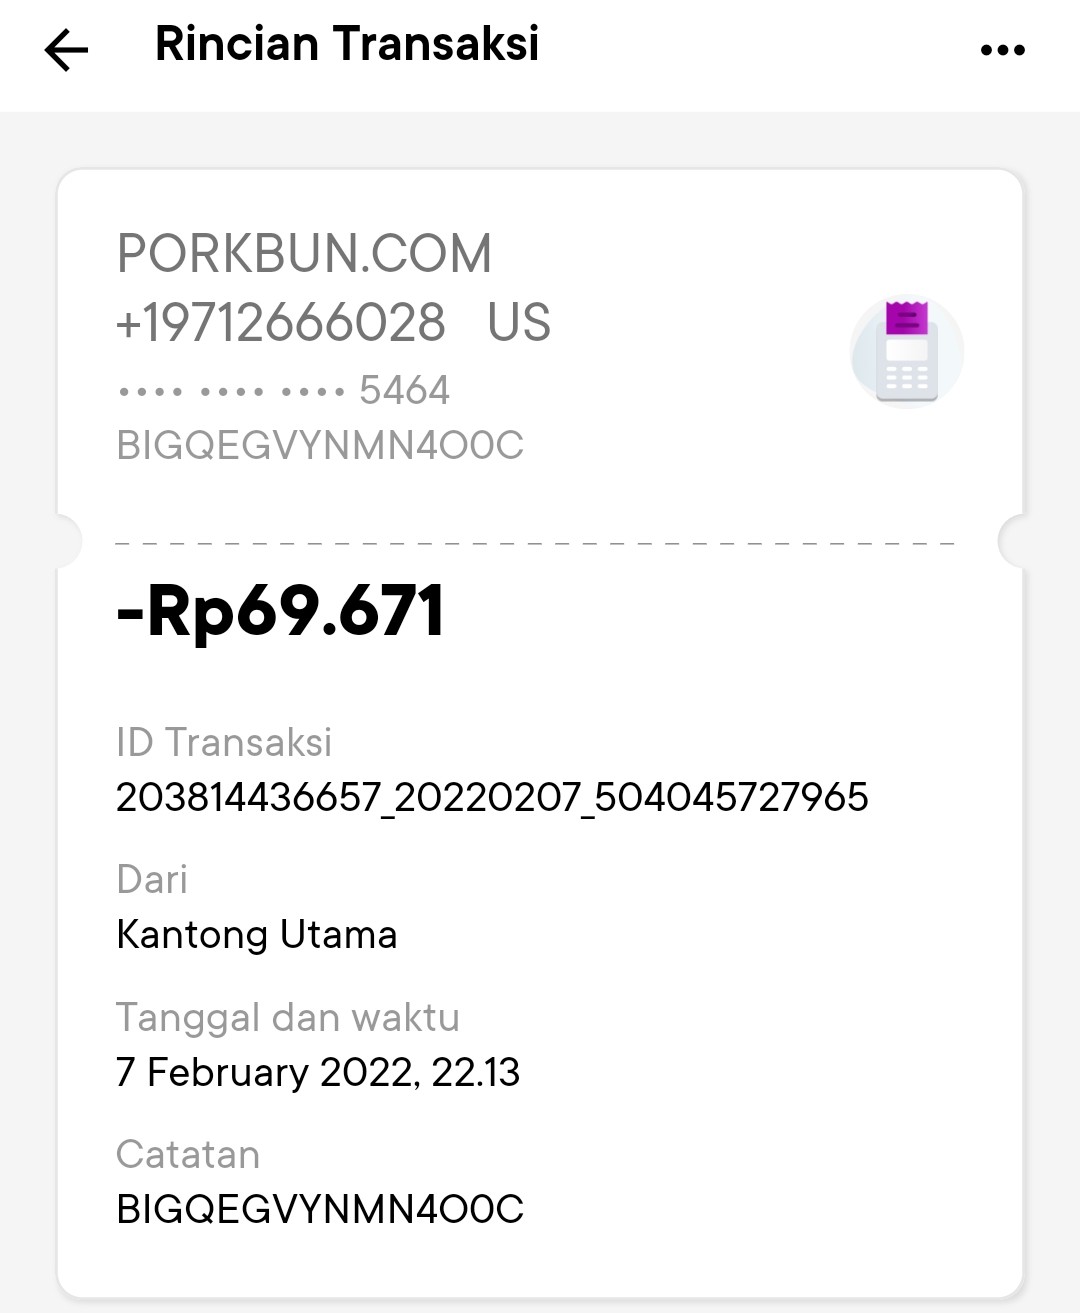 Rincian Transaksi
PORKBUN.COM
+19712666028 US
•••• •••• •••• 5464
BIGQEGVYNMN4O0C
-Rp69.671
ID Transaksi
203814436657_20220207_504045727965
Dari
Kantong Utama
Tanggal dan waktu
7 February 2022, 22.13
Catatan
BIGQEGVYNMN4O0C